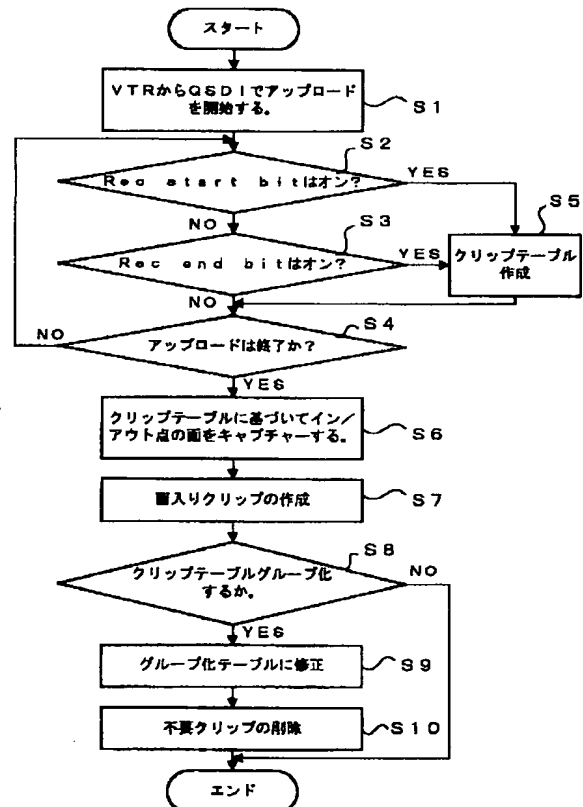 スタート
VTRからQSDIでアップロード
を開始する。
S1
S2
Rec start bitはオン?
YES
S5
NO
S3
Rec end bitはオン?
YES
クリップテーブル
作成
NO
S4
NO
アップロードは終了か?
YES
クリップテーブルに基づいてイン/
アウト点の画をキャプチャーする。
S6
画入りクリップの作成
S7
S8
クリップテーブルグループ化
するか。
NO
YES
グループ化テーブルに修正
S9
不要クリップの削除
S10
エンド